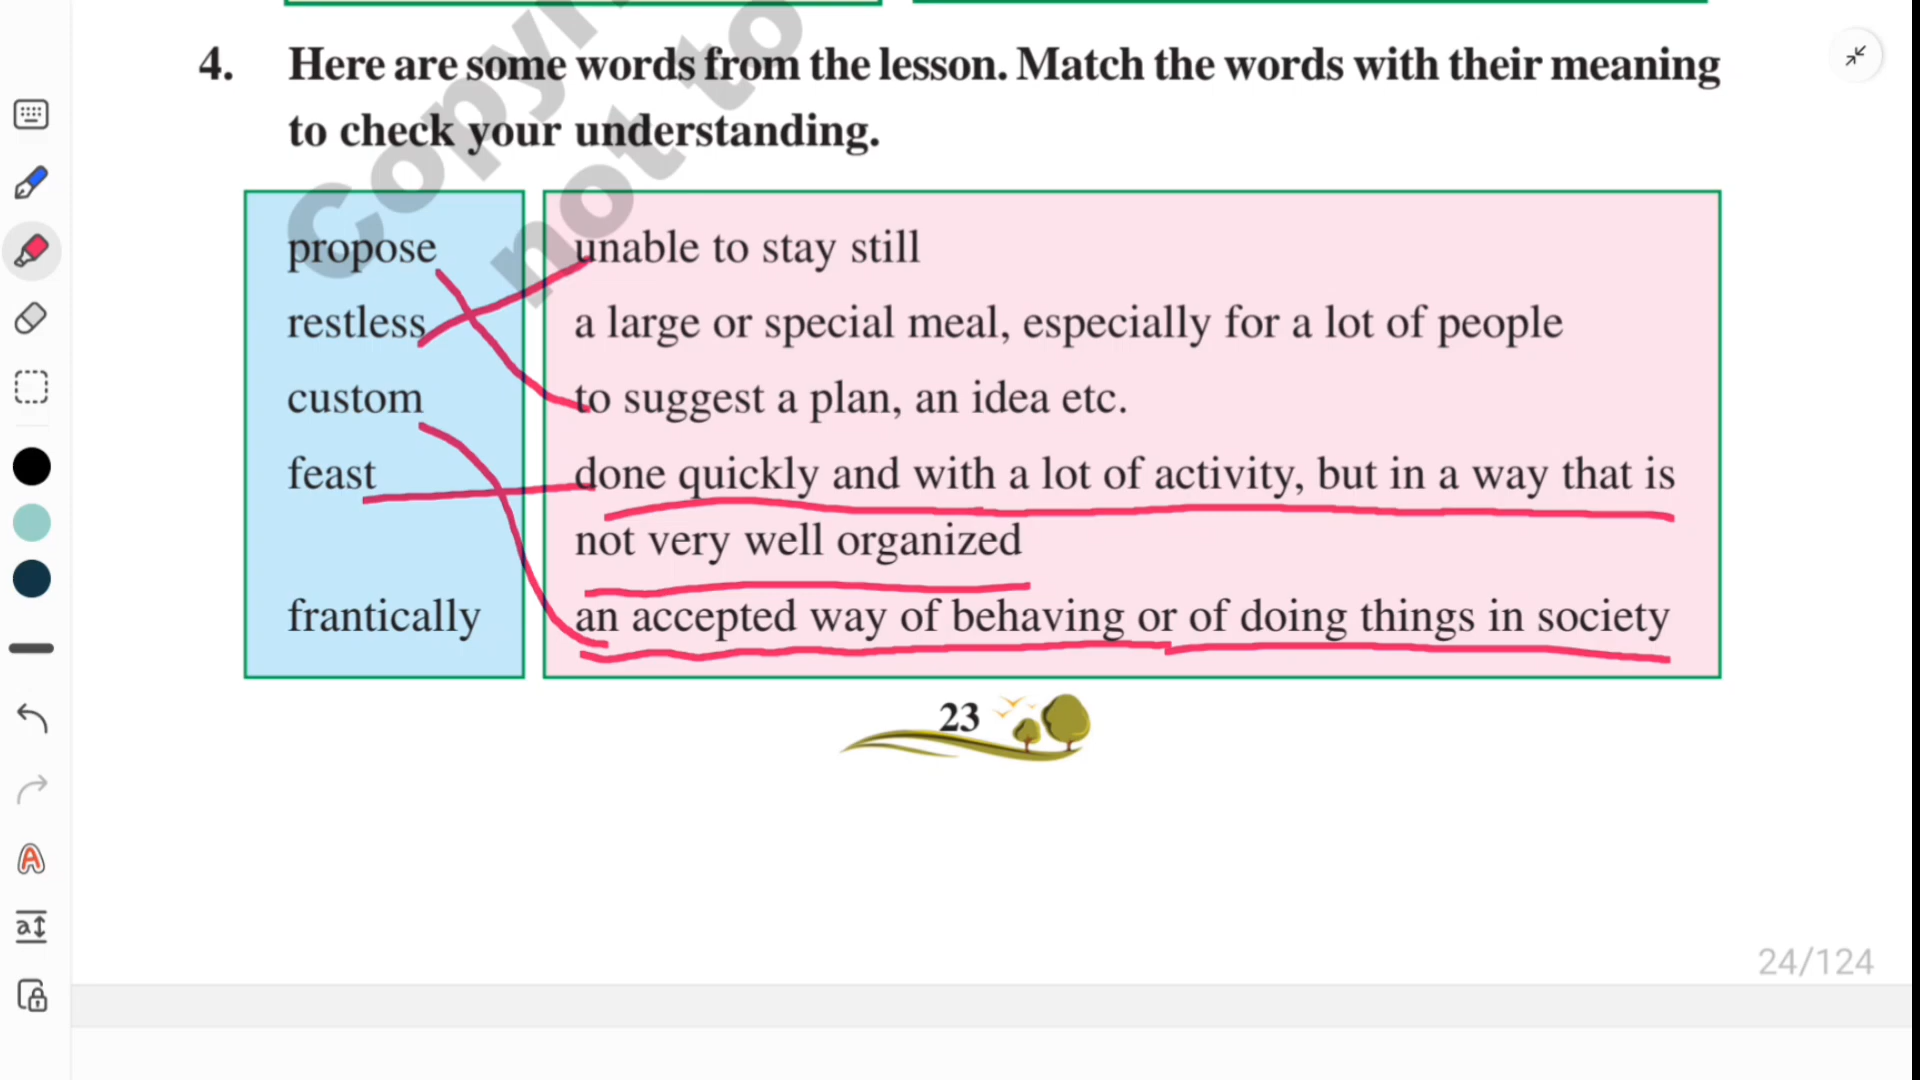 4. Here are some words from the lesson. Match the words with their meaning
to check your understanding.
Copyri
not to
propose unable to stay still
restless a large or special meal, especially for a lot of people
custom to suggest a plan, an idea etc.
feast done quickly and with a lot of activity, but in a way that is
not very well organized
frantically an accepted way of behaving or of doing things in society
23
24/124
A
a